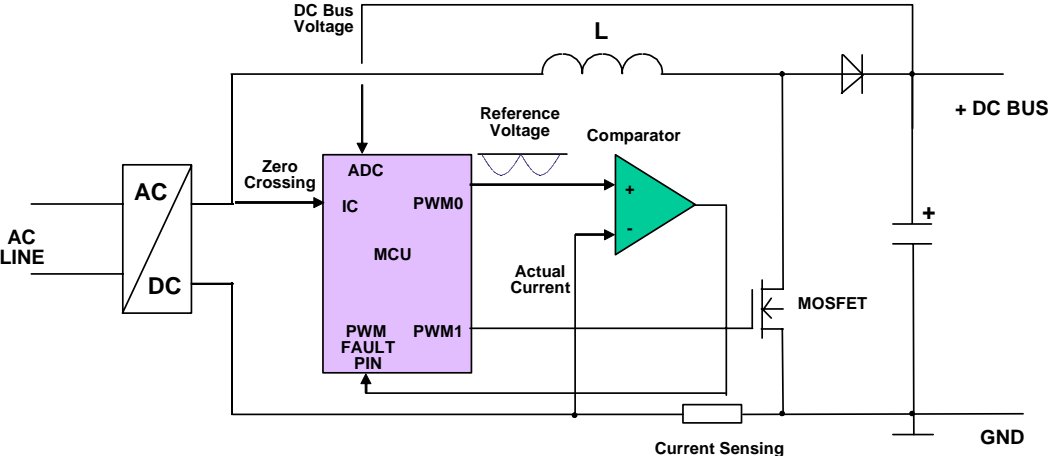 DC Bus
Voltage
L
+ DC BUS
Reference
Voltage
Comparator
Zero
Crossing
ADC
IC
PWM0
MCU
PWM
FAULT
PIN
PWM1
+
-
AC
DC
AC
LINE
Actual
Current
MOSFET
+
Current Sensing
GND